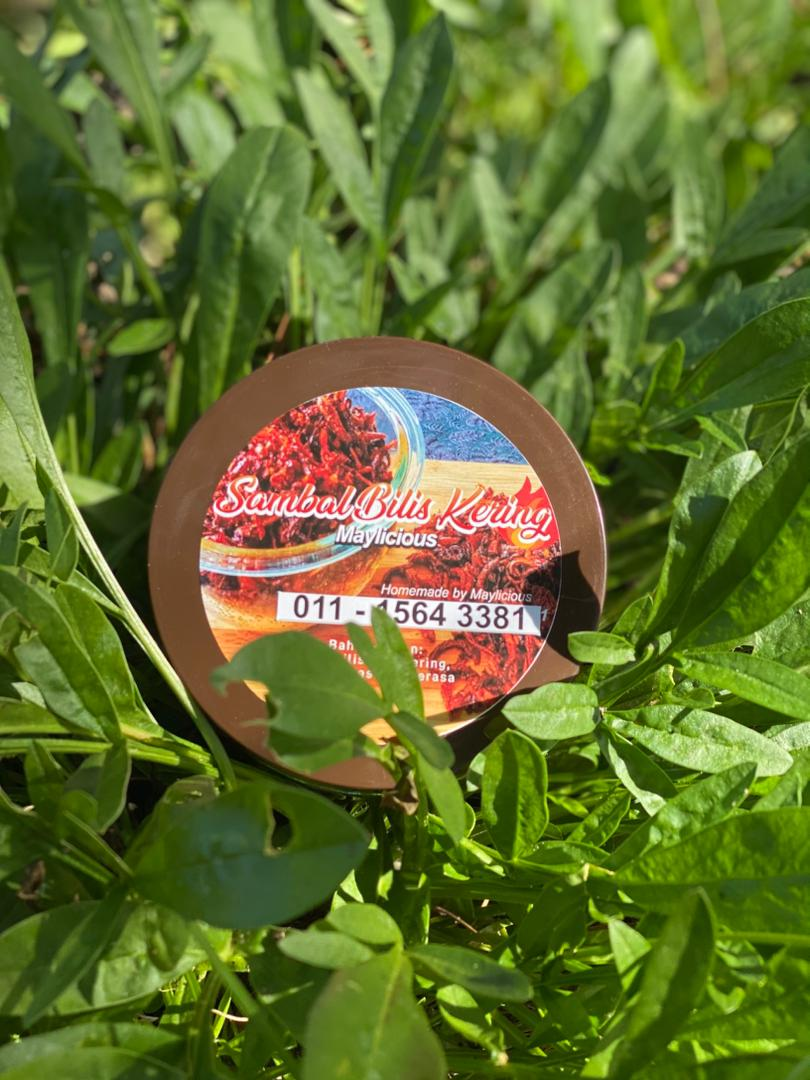 Sambal Bilis Kering
Maylicious
Homemade by Maylicious
011 - 1564 3381